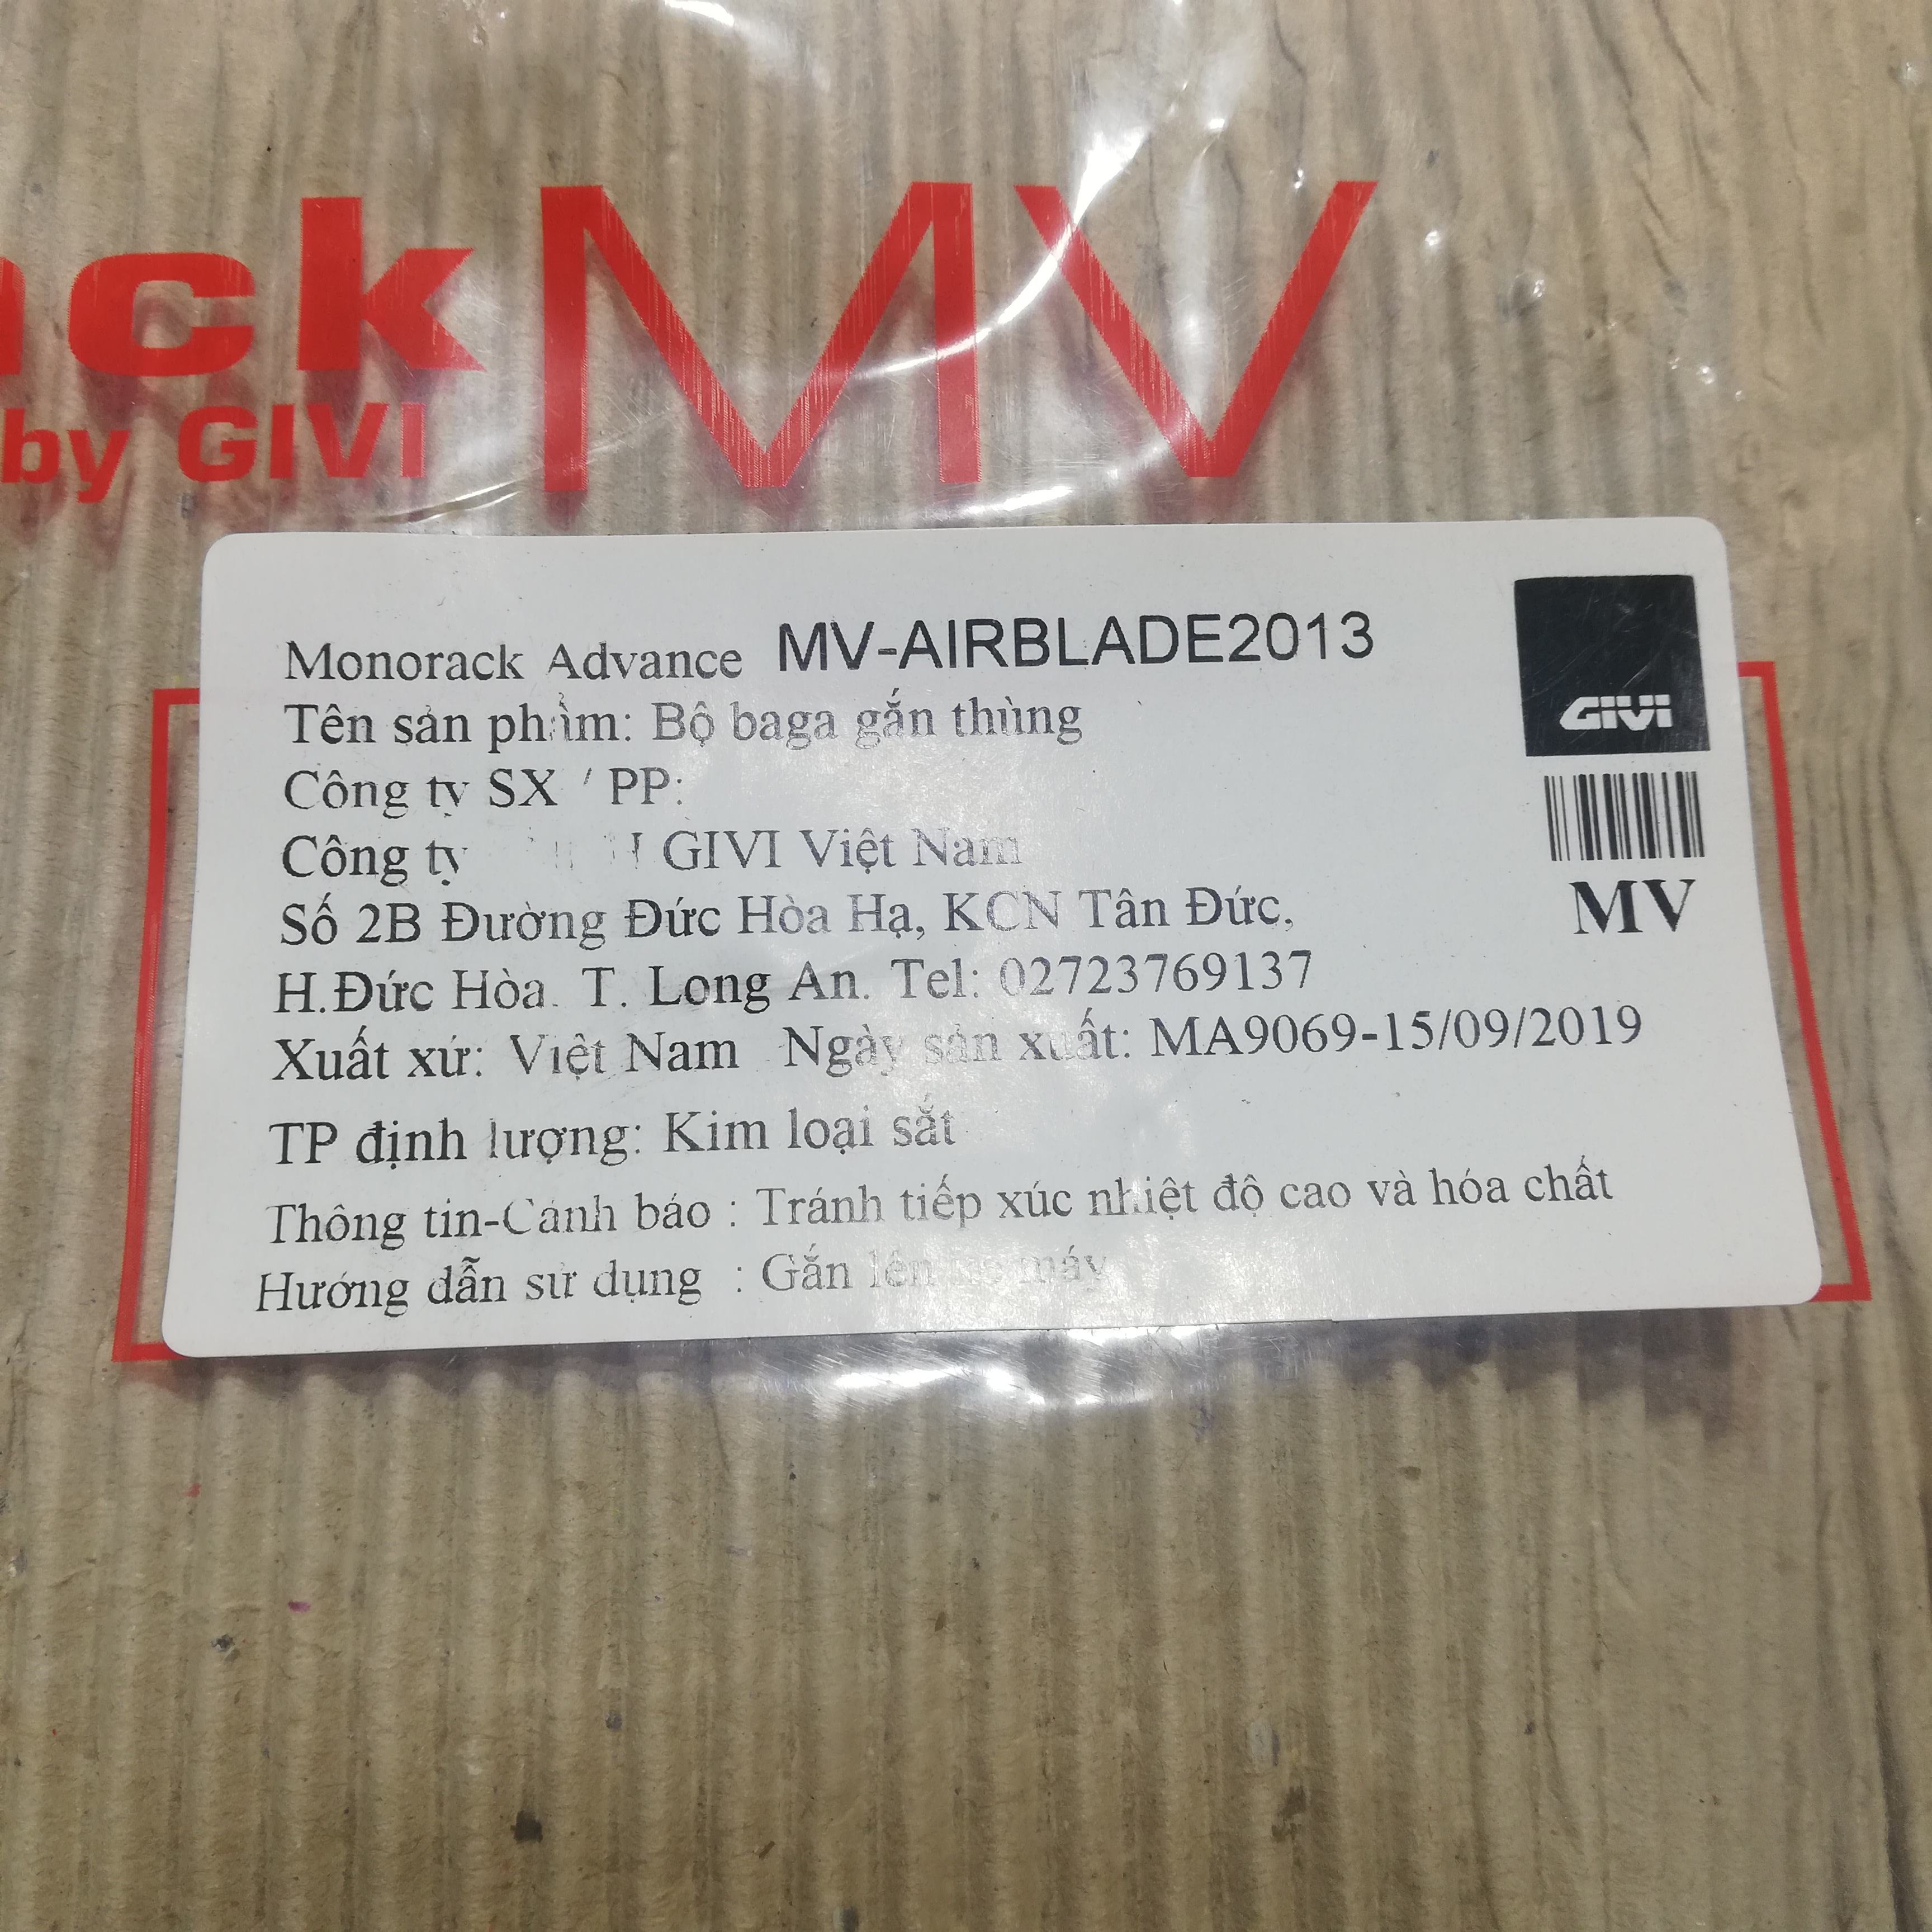 ack MV
by GIVI
Monorack Advance MV-AIRBLADE2013
GIVI
Tên sản phẩm: Bộ baga gắn thùng
Công ty SX / PP:
Công ty GIVI Việt Nam
MV
Số 2B Đường Đức Hòa Hạ, KCN Tân Đức,
H.Đức Hòa. T. Long An. Tel: 02723769137
Xuất xứ: Việt Nam Ngày sản xuất: MA9069-15/09/2019
TP định lượng: Kim loại sắt
Thông tin-Cảnh báo : Tránh tiếp xúc nhiệt độ cao và hóa chất
Hướng dẫn sử dụng : Gắn lên máy